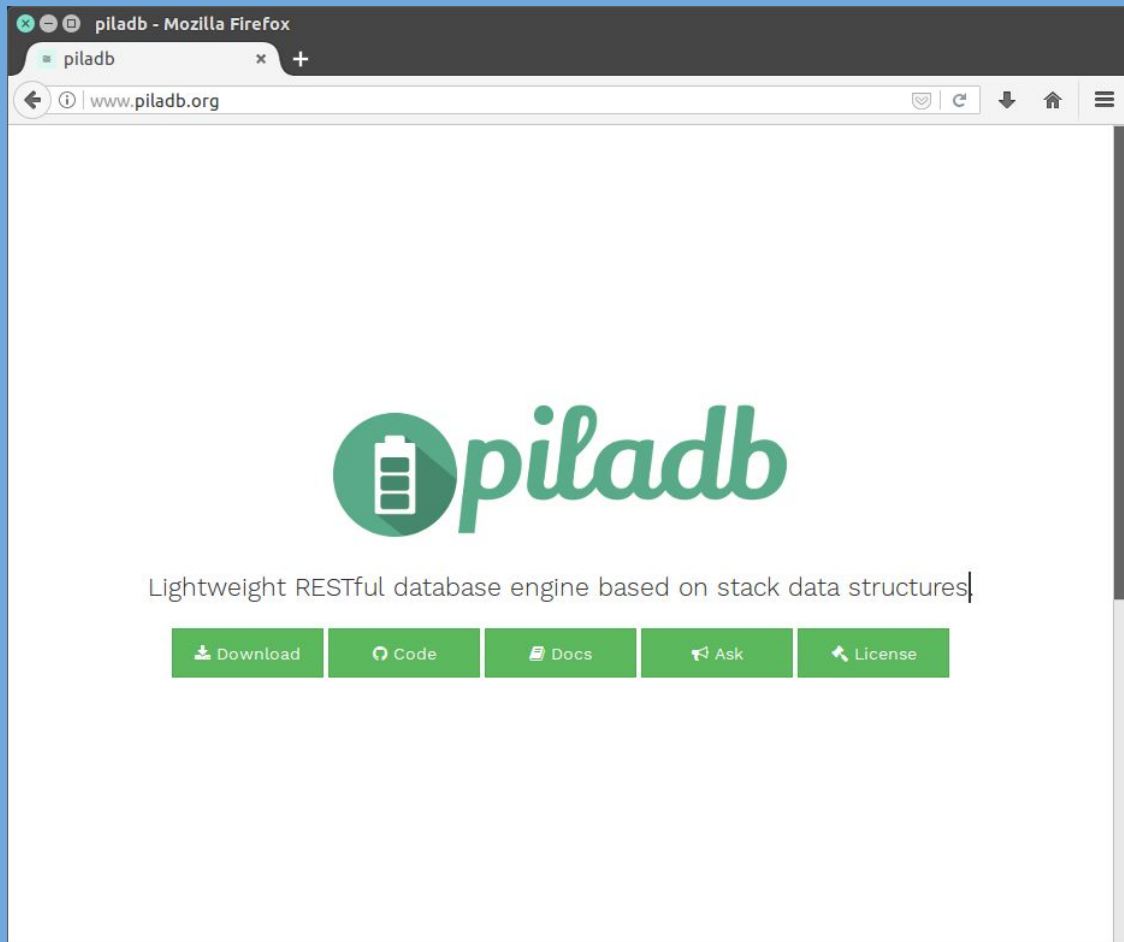 piladb - Mozilla Firefox
piladb
www.piladb.org
piladb
Lightweight RESTful database engine based on stack data structures.
Download Code Docs Ask License